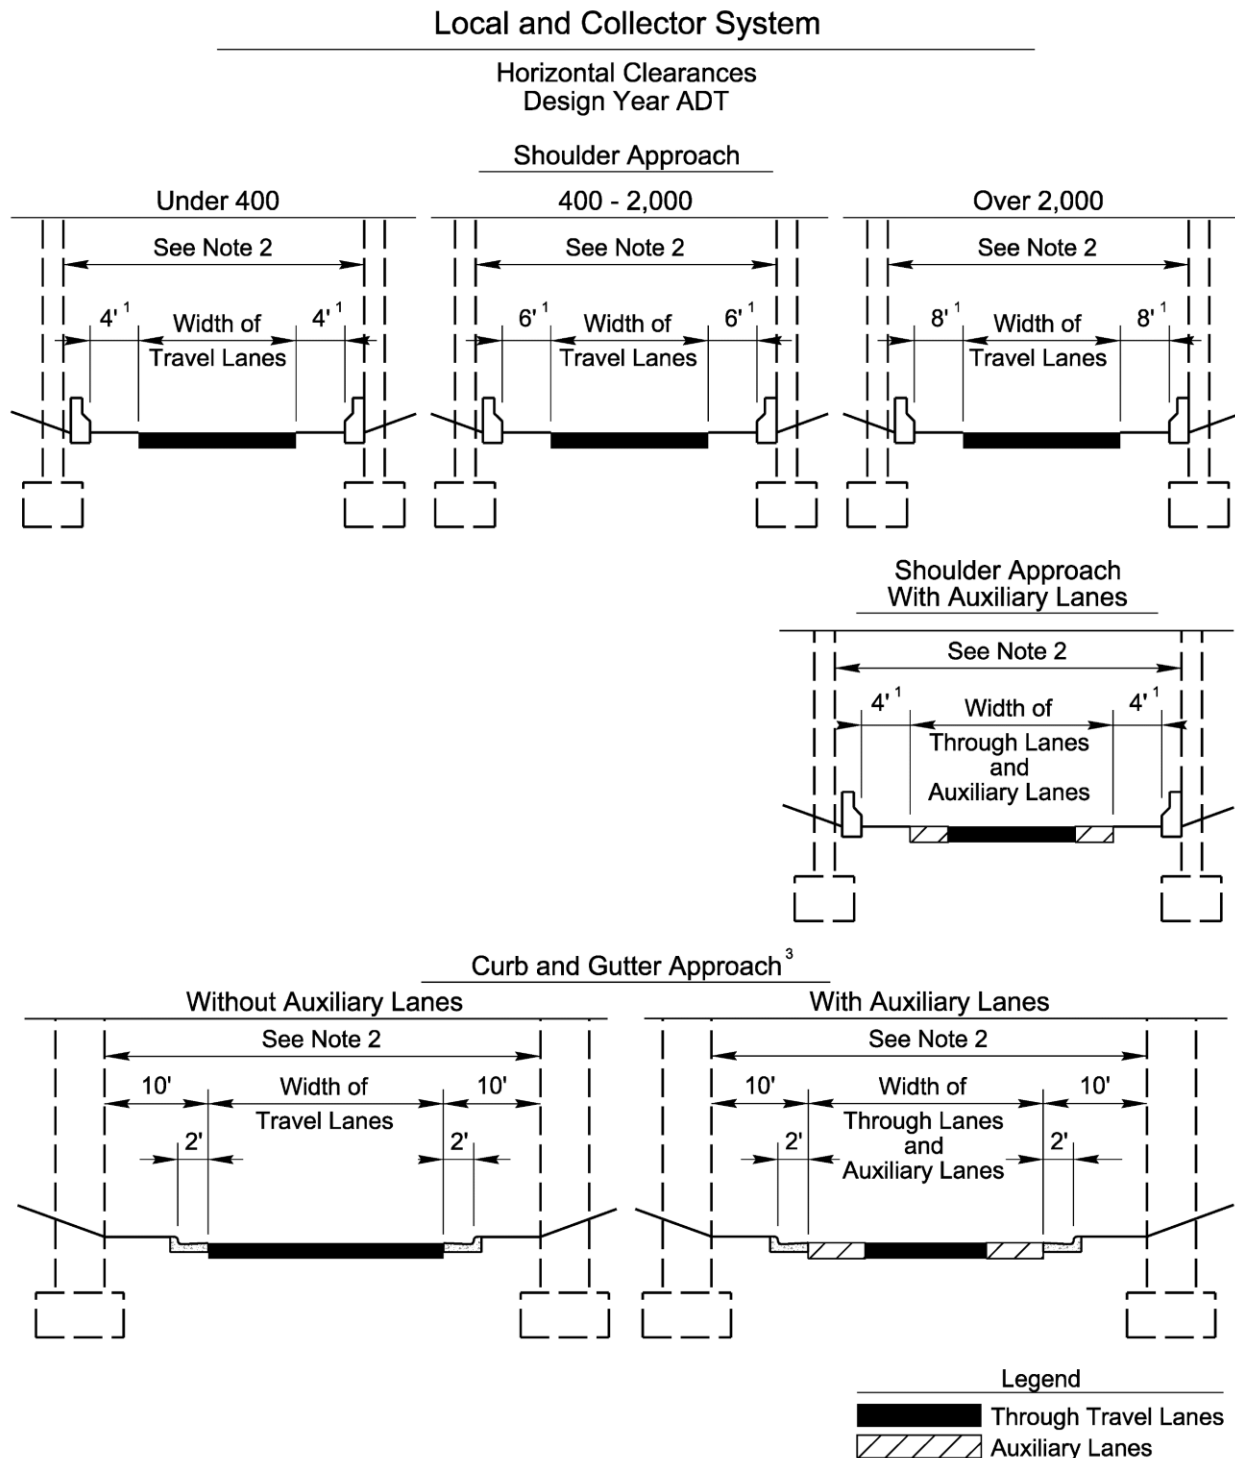 Local and Collector System
Horizontal Clearances
Design Year ADT
Shoulder Approach
Under 400
400 - 2,000
Over 2,000
See Note 2
See Note 2
See Note 2
4' 1
Width of
Travel Lanes
4' 1
6' 1
Width of
Travel Lanes
6' 1
8' 1
Width of
Travel Lanes
8' 1
Shoulder Approach
With Auxiliary Lanes
See Note 2
4' 1
Width of
Through Lanes
and
Auxiliary Lanes
4' 1
Curb and Gutter Approach 3
Without Auxiliary Lanes
With Auxiliary Lanes
See Note 2
See Note 2
10'
Width of
Travel Lanes
10'
2'
2'
10'
Width of
Through Lanes
and
Auxiliary Lanes
10'
2'
2'
Legend
Through Travel Lanes
Auxiliary Lanes